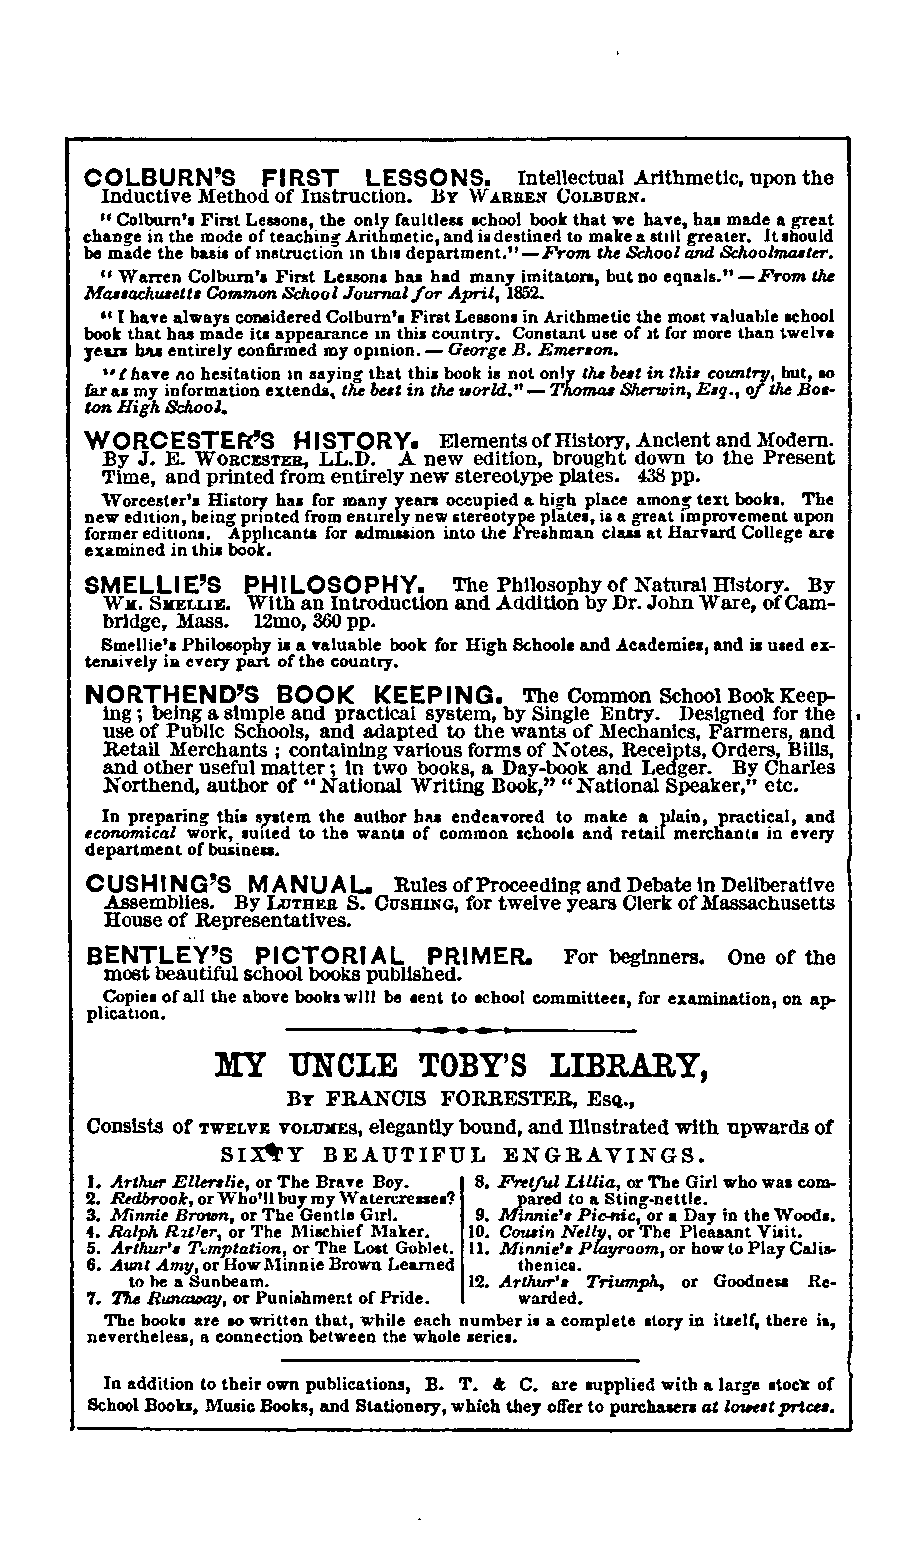 COLBURN'S FIRST LESSONS. Intellectual Arithmetic, upon the
Inductive Method of Instruction. By WARREN COLBURN.
"Colburn's First Lessons, the only faultless school book that we have, has made a great
change in the mode of teaching Arithmetic, and is destined to make a still greater. It should
be made the basis of instruction in this department."—From the School and Schoolmaster.
"Warren Colburn's First Lessons has had many imitators, but no equals."—From the
Massachusetts Common School Journal for April, 1852.
"I have always considered Colburn's First Lessons in Arithmetic the most valuable school
book that has made its appearance in this country. Constant use of it for more than twelve
years has entirely confirmed my opinion.—George B. Emerson.
"I have no hesitation in saying that this book is not only the best in this country, but, so
far as my information extends, the best in the world."—Thomas Sherwin, Esq., of the Bos-
ton High School.
WORCESTER'S HISTORY. Elements of History, Ancient and Modern.
By J. E. WORCESTER, LL.D. A new edition, brought down to the Present
Time, and printed from entirely new stereotype plates. 438 pp.
Worcester's History has for many years occupied a high place among text books. The
new edition, being printed from entirely new stereotype plates, is a great improvement upon
former editions. Applicants for admission into the Freshman class at Harvard College are
examined in this book.
SMELLIE'S PHILOSOPHY. The Philosophy of Natural History. By
WM. SMELLIE. With an Introduction and Addition by Dr. John Ware, of Cam-
bridge, Mass. 12mo, 360 pp.
Smellie's Philosophy is a valuable book for High Schools and Academies, and is used ex-
tensively in every part of the country.
NORTHEND'S BOOK KEEPING. The Common School Book Keep-
ing; being a simple and practical system, by Single Entry. Designed for the
use of Public Schools, and adapted to the wants of Mechanics, Farmers, and
Retail Merchants; containing various forms of Notes, Receipts, Orders, Bills,
and other useful matter; in two books, a Day-book and Ledger. By Charles
Northend, author of "National Writing Book," "National Speaker," etc.
In preparing this system the author has endeavored to make a plain, practical, and
economical work, suited to the wants of common schools and retail merchants in every
department of business.
CUSHING'S MANUAL. Rules of Proceeding and Debate in Deliberative
Assemblies. By LUTHER S. CUSHING, for twelve years Clerk of Massachusetts
House of Representatives.
BENTLEY'S PICTORIAL PRIMER. For beginners. One of the
most beautiful school books published.
Copies of all the above books will be sent to school committees, for examination, on ap-
plication.
MY UNCLE TOBY'S LIBRARY,
BY FRANCIS FORRESTER, ESQ.,
Consists of TWELVE VOLUMES, elegantly bound, and Illustrated with upwards of
SIXTY BEAUTIFUL ENGRAVINGS.
1. Arthur Ellerslie, or The Brave Boy.
2. Redbrook, or Who'll buy my Watercresses?
3. Minnie Brown, or The Gentle Girl.
4. Ralph Rattler, or The Mischief Maker.
5. Arthur's Temptation, or The Lost Goblet.
6. Aunt Amy, or How Minnie Brown Learned
to be a Sunbeam.
7. The Runaway, or Punishment of Pride.
8. Fretful Lillia, or The Girl who was com-
pared to a Sting-nettle.
9. Minnie's Pic-nic, or a Day in the Woods.
10. Cousin Nelly, or The Pleasant Visit.
11. Minnie's Playroom, or how to Play Calis-
thenics.
12. Arthur's Triumph, or Goodness Re-
warded.
The books are so written that, while each number is a complete story in itself, there is,
nevertheless, a connection between the whole series.
In addition to their own publications, B. T. & C. are supplied with a large stock of
School Books, Music Books, and Stationery, which they offer to purchasers at lowest prices.